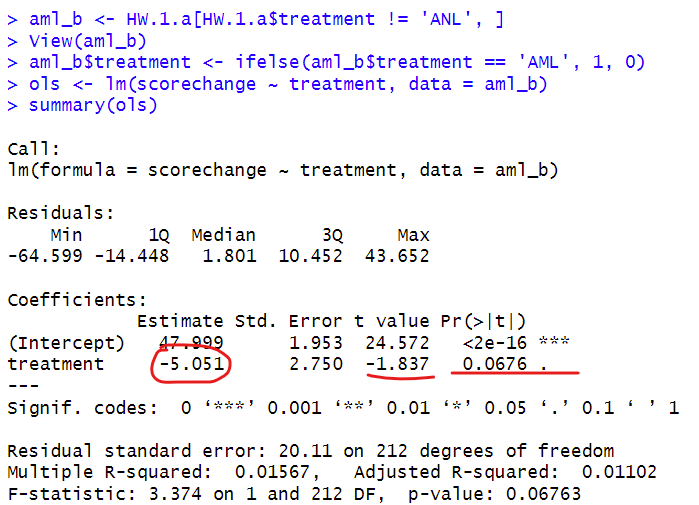 > aml_b <- HW.1.a[HW.1.a$treatment != 'ANL', ]
> View(aml_b)
> aml_b$treatment <- ifelse(aml_b$treatment == 'AML', 1, 0)
> ols <- lm(scorechange ~ treatment, data = aml_b)
> summary(ols)
Call:
lm(formula = scorechange ~ treatment, data = aml_b)
Residuals:
Min 1Q Median 3Q Max
-64.599 -14.448 1.801 10.452 43.652
Coefficients:
Estimate Std. Error t value Pr(>|t|)
(Intercept) 47.999 1.953 24.572 <2e-16 ***
treatment -5.051 2.750 -1.837 0.0676 .
---
Signif. codes: 0 ‘***’ 0.001 ‘**’ 0.01 ‘*’ 0.05 ‘.’ 0.1 ‘ ’ 1
Residual standard error: 20.11 on 212 degrees of freedom
Multiple R-squared: 0.01567, Adjusted R-squared: 0.01102
F-statistic: 3.374 on 1 and 212 DF, p-value: 0.06763